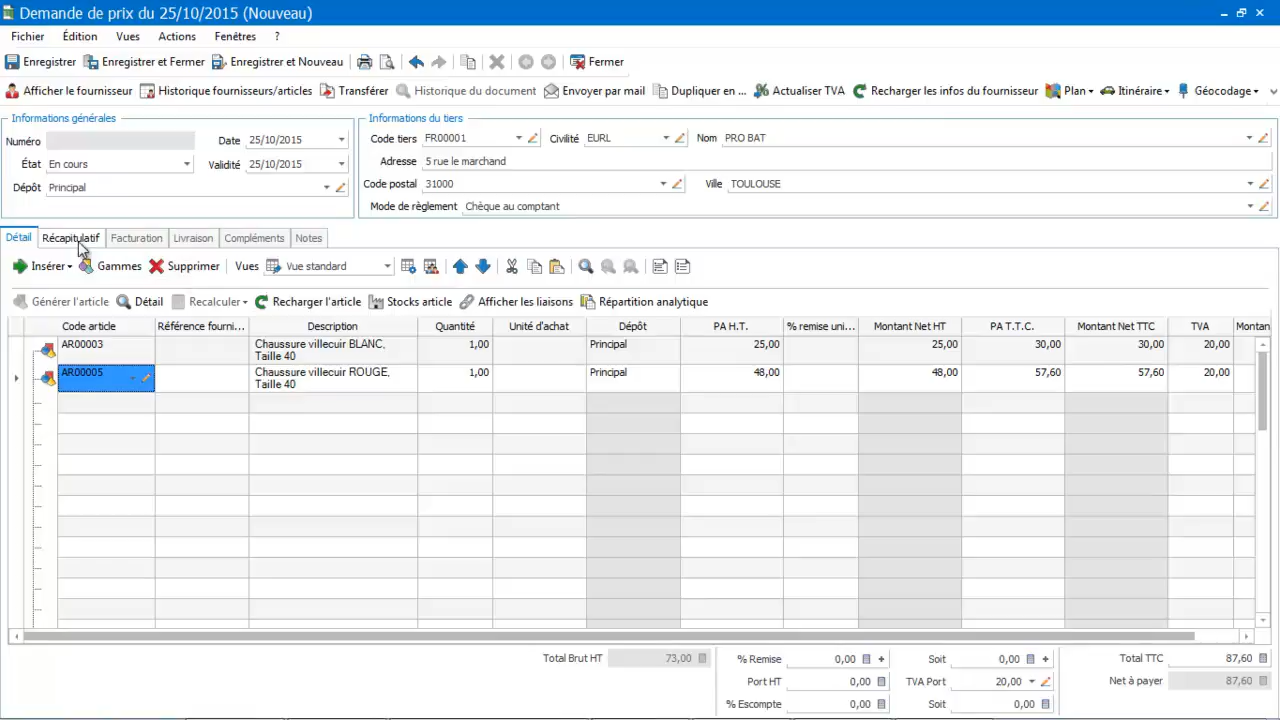 Demande de prix du 25/10/2015 (Nouveau)
Fichier Édition Vues Actions Fenêtres ?
Enregistrer Enregistrer et Fermer Enregistrer et Nouveau Fermer
Afficher le fournisseur Historique fournisseurs/articles Transférer Historique du document Envoyer par mail Dupliquer en ... Actualiser TVA Recharger les infos du fournisseur Plan Itinéraire Géocodage
Informations générales
Numéro Date 25/10/2015
État En cours Validité 25/10/2015
Dépôt Principal
Informations du tiers
Code tiers FR00001 Civilité EURL Nom PRO BAT
Adresse 5 rue le marchand
Code postal 31000 Ville TOULOUSE
Mode de règlement Chèque au comptant
Détail Récapitulatif Facturation Livraison Compléments Notes
Insérer Gammes Supprimer Vues Vue standard
Générer l'article Détail Recalculer Recharger l'article Stocks article Afficher les liaisons Répartition analytique
Code article Référence fourni... Description Quantité Unité d'achat Dépôt PA H.T. % remise uni... Montant Net HT PA T.T.C. Montant Net TTC TVA Montan
AR00003 Chaussure villecuir BLANC, 1,00 Principal 25,00 25,00 30,00 30,00 20,00
Taille 40
AR00005 Chaussure villecuir ROUGE, 1,00 Principal 48,00 48,00 57,60 57,60 20,00
Taille 40
Total Brut HT 73,00 % Remise 0,00 + Soit 0,00 + Total TTC 87,60
Port HT 0,00 TVA Port 20,00 Net à payer 87,60
% Escompte 0,00 Soit 0,00